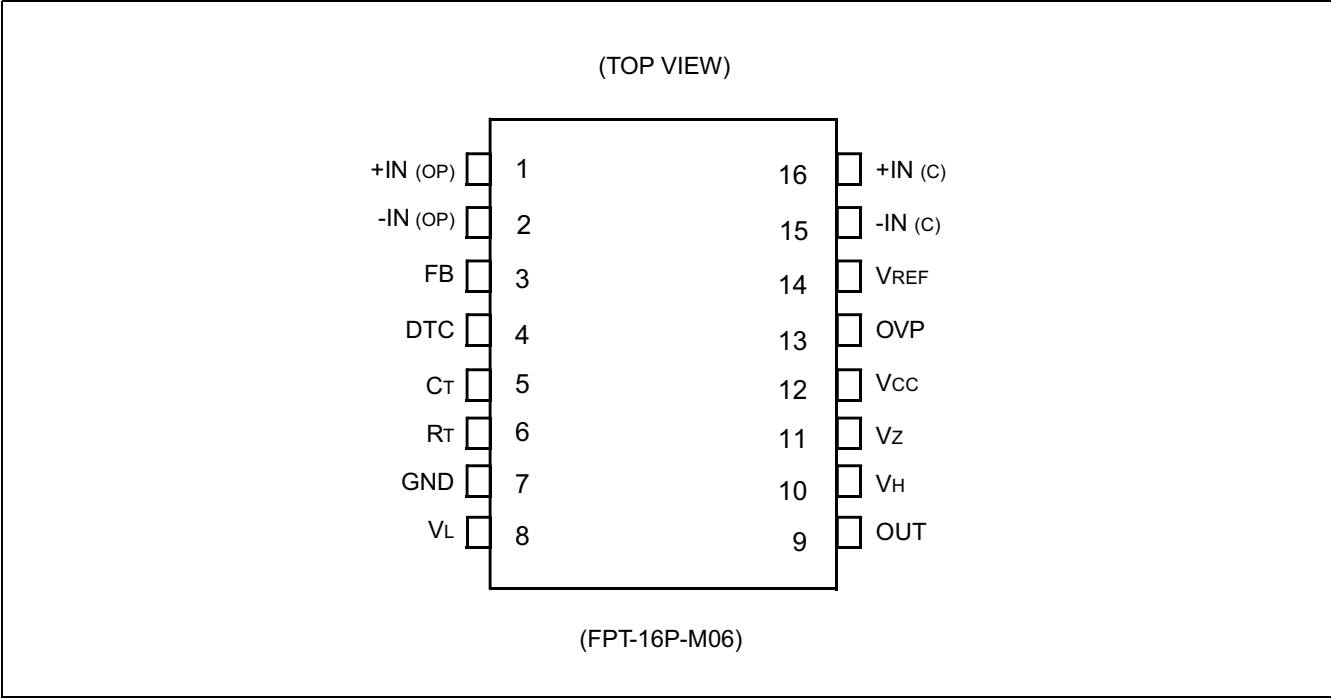 (TOP VIEW)
+IN (OP) 1 16 +IN (C)
-IN (OP) 2 15 -IN (C)
FB 3 14 VREF
DTC 4 13 OVP
CT 5 12 VCC
RT 6 11 VZ
GND 7 10 VH
VL 8 9 OUT
(FPT-16P-M06)